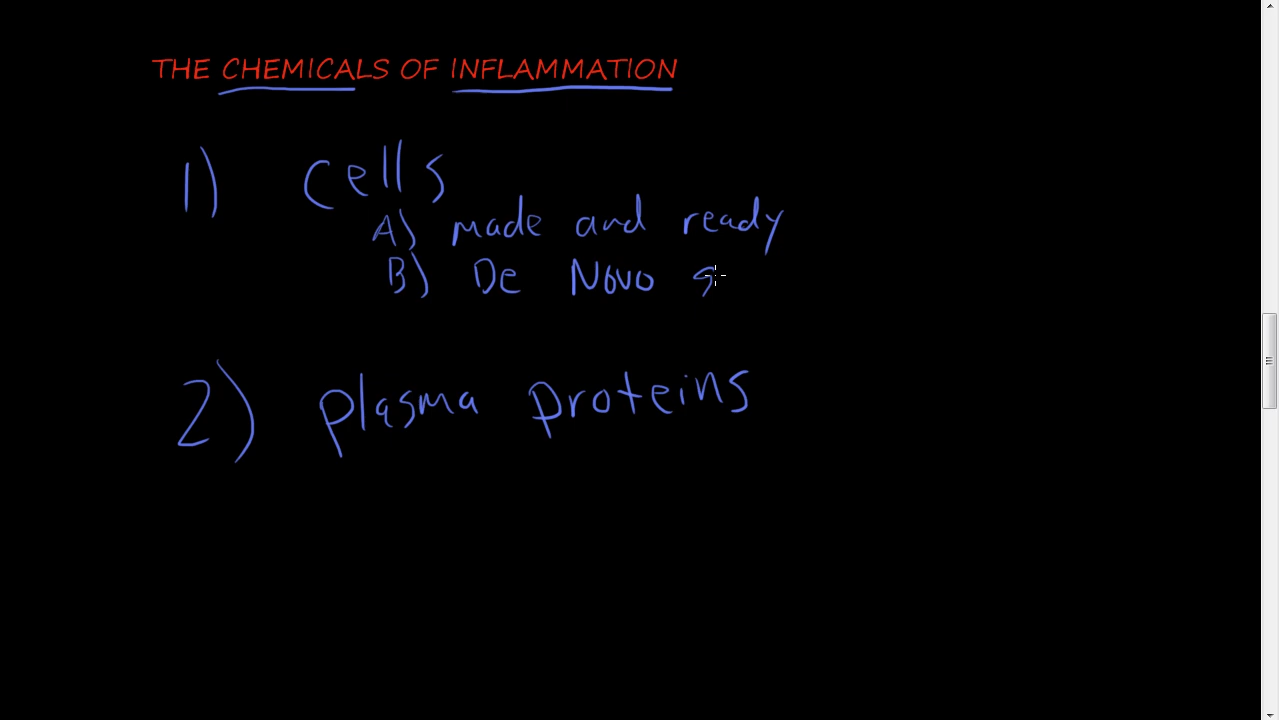 THE CHEMICALS OF INFLAMMATION
1) cells
A) made and ready
B) De Novo s
2) plasma proteins